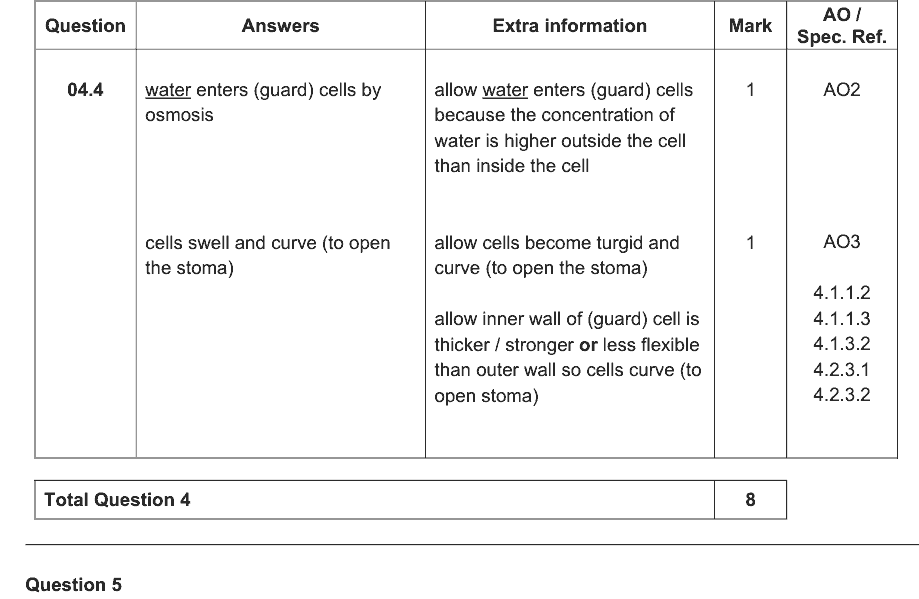 Question Answers Extra information Mark AO /
Spec. Ref.
04.4 water enters (guard) cells by allow water enters (guard) cells 1 AO2
osmosis because the concentration of
water is higher outside the cell
than inside the cell
cells swell and curve (to open allow cells become turgid and 1 AO3
the stoma) curve (to open the stoma)
4.1.1.2
allow inner wall of (guard) cell is 4.1.1.3
thicker / stronger or less flexible 4.1.3.2
than outer wall so cells curve (to 4.2.3.1
open stoma) 4.2.3.2
Total Question 4 8
Question 5